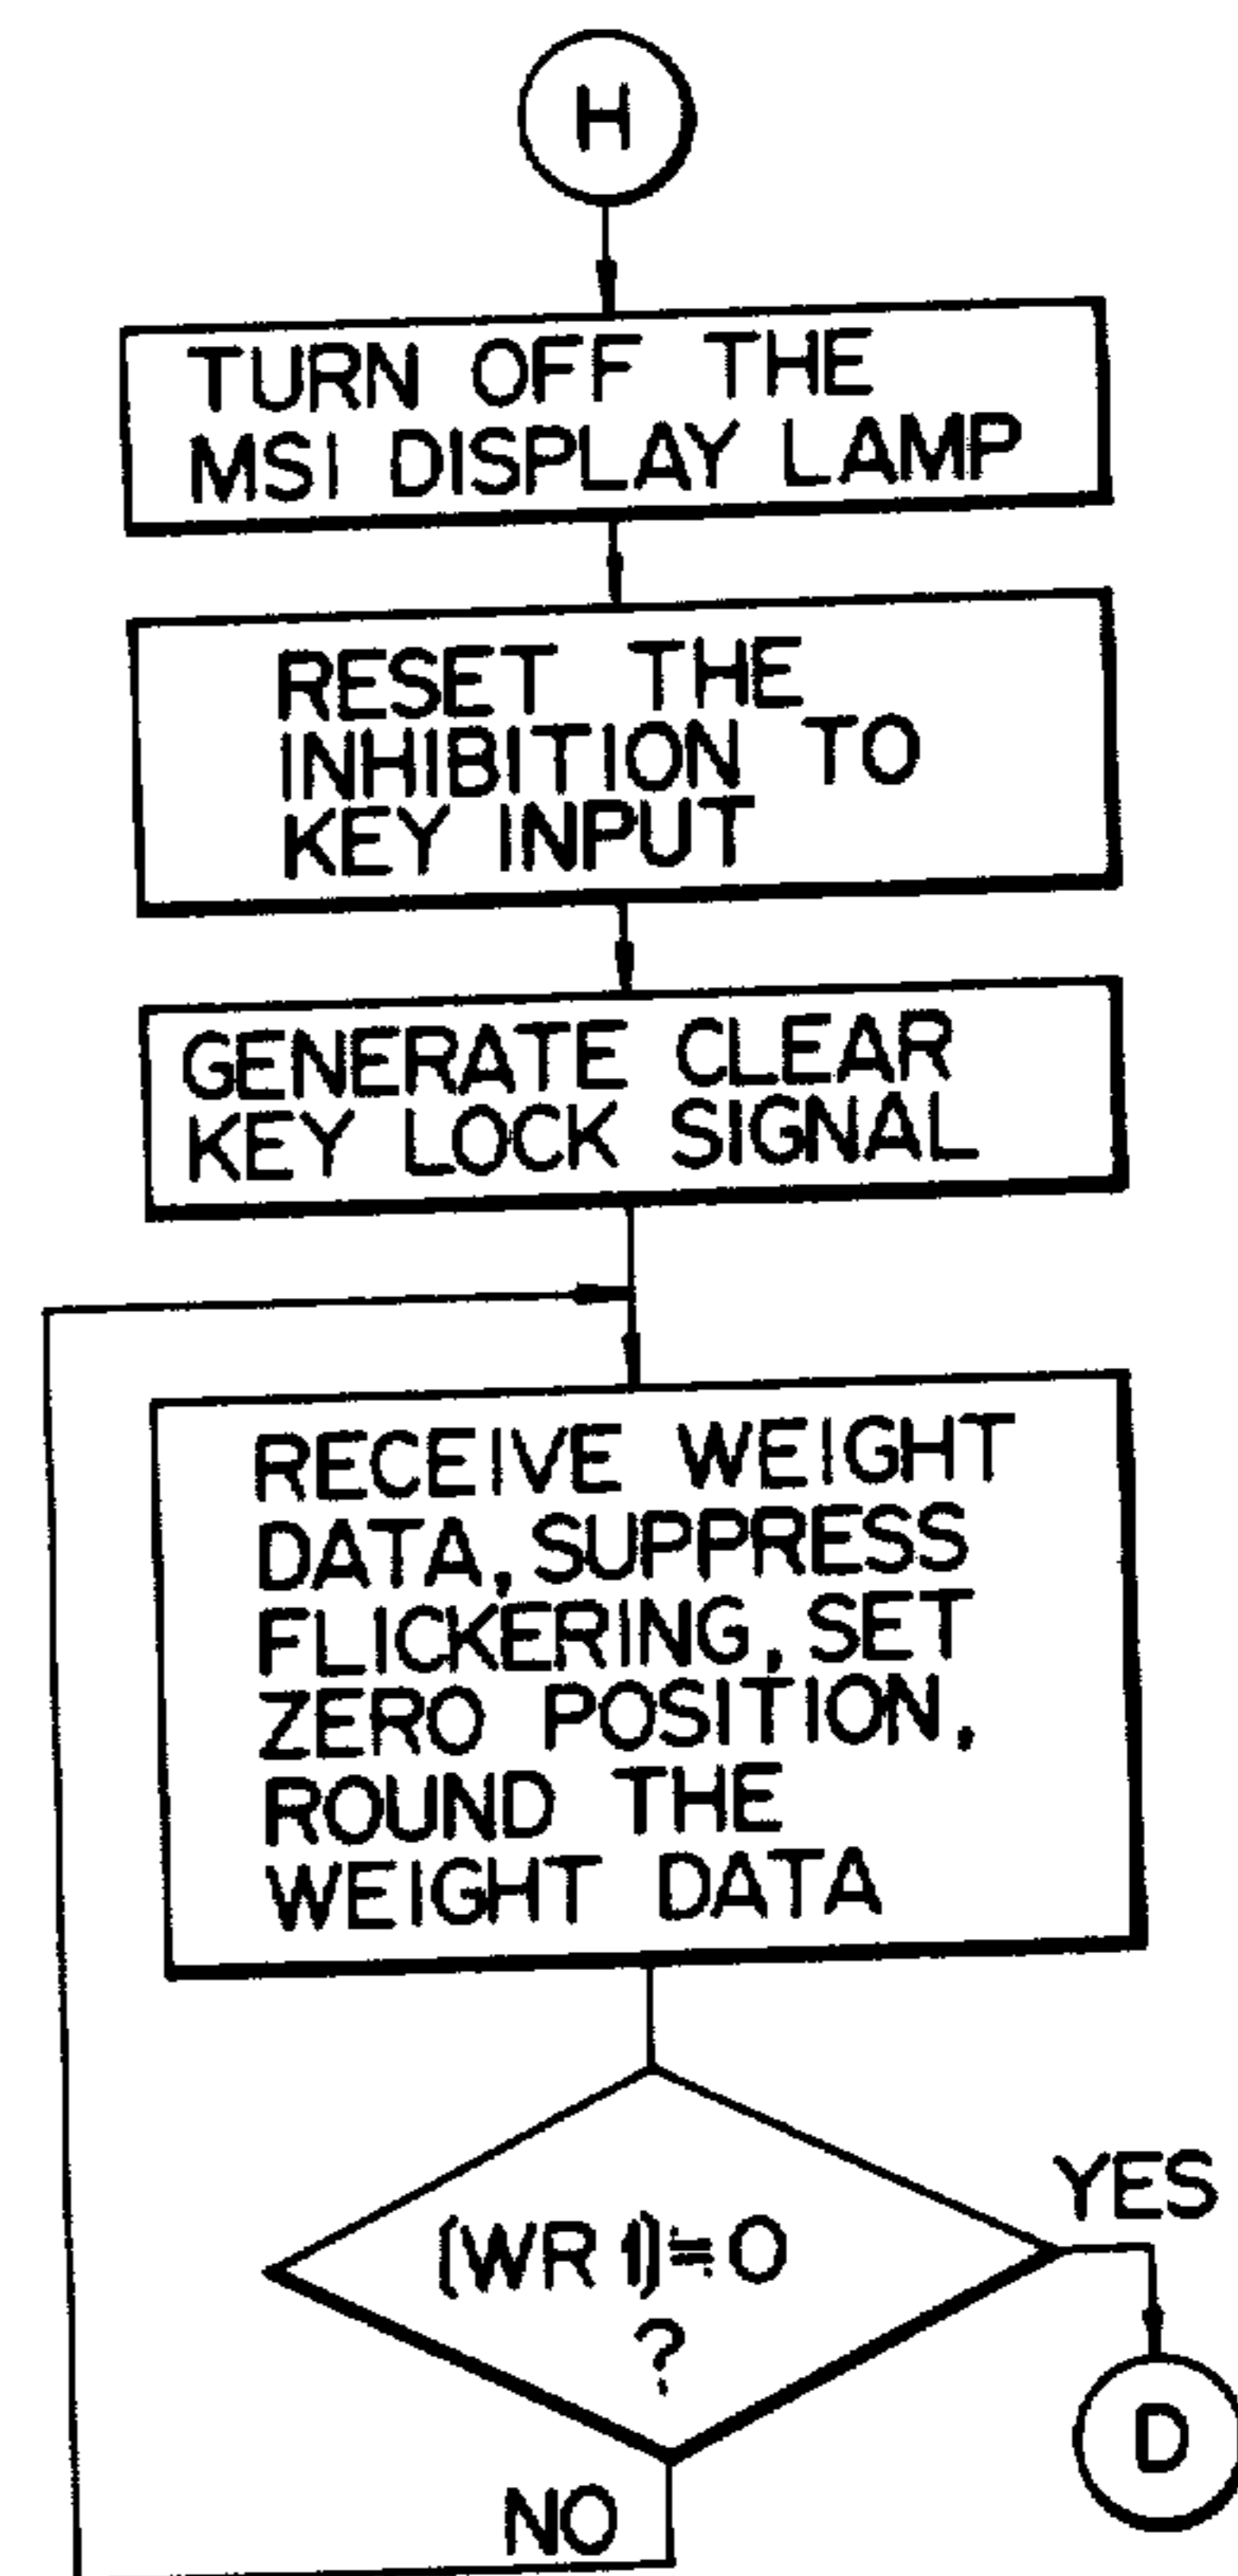 H
TURN OFF THE
MSI DISPLAY LAMP
RESET THE
INHIBITION TO
KEY INPUT
GENERATE CLEAR
KEY LOCK SIGNAL
RECEIVE WEIGHT
DATA, SUPPRESS
FLICKERING, SET
ZERO POSITION,
ROUND THE
WEIGHT DATA
YES
(WR 1)≒0
?
D
NO